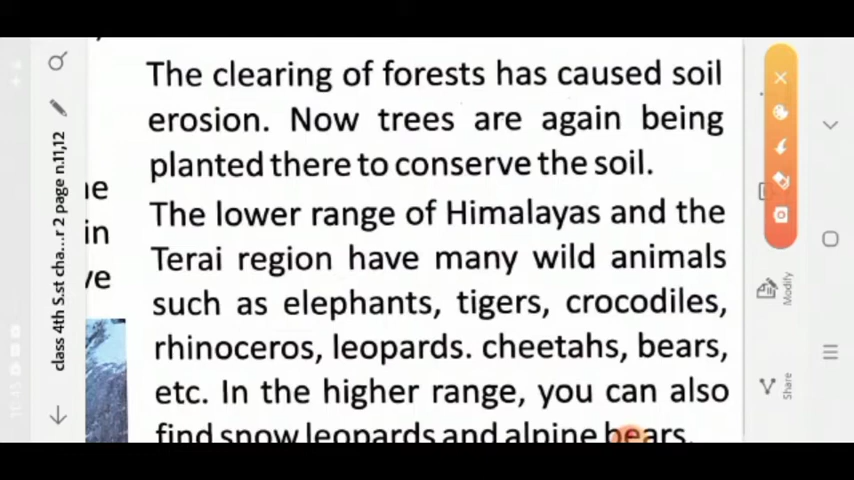 The clearing of forests has caused soil
erosion. Now trees are again being
planted there to conserve the soil.
The lower range of Himalayas and the
Terai region have many wild animals
such as elephants, tigers, crocodiles,
rhinoceros, leopards. cheetahs, bears,
etc. In the higher range, you can also
find snow leopards and alpine bears.
in
class 4th S.st cha...r 2 page n.11,12
Modify
Share